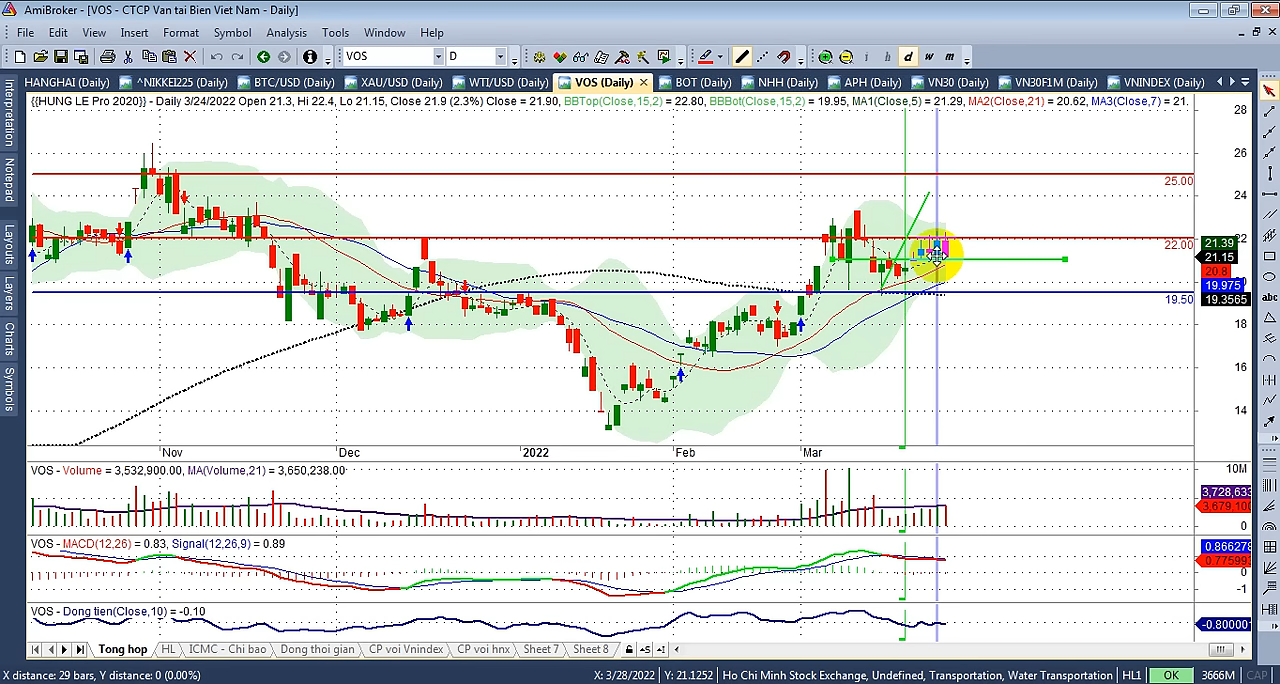 AmiBroker - [VOS - CTCP Van tai Bien Viet Nam - Daily]
File Edit View Insert Format Symbol Analysis Tools Window Help
VOS D i h d w m
HANGHAI (Daily) ^NIKKEI225 (Daily) BTC/USD (Daily) XAU/USD (Daily) WTI/USD (Daily) VOS (Daily) BOT (Daily) NHH (Daily) APH (Daily) VN30 (Daily) VN30F1M (Daily) VNINDEX (Daily)
{{HUNG LE Pro 2020}} - Daily 3/24/2022 Open 21.3, Hi 22.4, Lo 21.15, Close 21.9 (2.3%) Close = 21.90, BBTop(Close,15,2) = 22.80, BBBot(Close,15,2) = 19.95, MA1(Close,5) = 21.29, MA2(Close,21) = 20.62, MA3(Close,7) = 21.
Interpretation
Notepad
Layouts
Layers
Charts
Symbols
28
26
25.00
24
22.00
22
21.39
21.15
20.8
19.975
19.50
19.3565
18
16
14
Nov Dec 2022 Feb Mar
VOS - Volume = 3,532,900.00, MA(Volume,21) = 3,650,238.00
10M
3,728,633
3,679,100
0
VOS - MACD(12,26) = 0.83, Signal(12,26,9) = 0.89
0.866278
0.77599
0
-1
VOS - Dong tien(Close,10) = -0.10
-0.80000
abc
Tong hop HL ICMC - Chi bao Dong thoi gian CP voi Vnindex CP voi hnx Sheet 7 Sheet 8
X distance: 29 bars, Y distance: 0 (0.00%) X: 3/28/2022 Y: 21.1252 Ho Chi Minh Stock Exchange, Undefined, Transportation, Water Transportation HL1 OK 3666M CAP